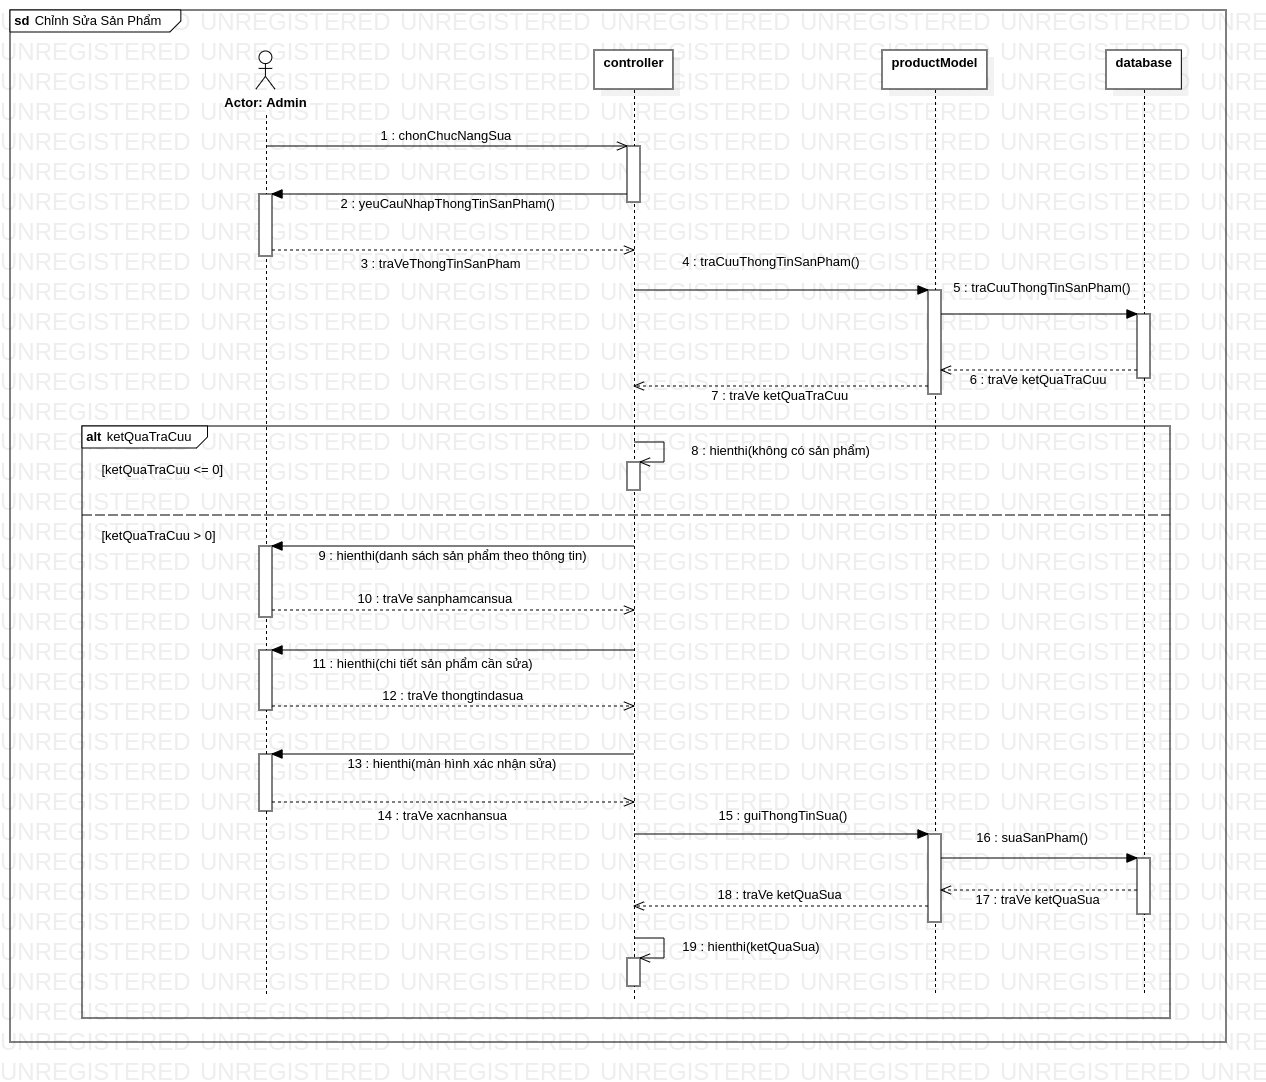 sd Chỉnh Sửa Sản Phẩm
controller
productModel
database
Actor: Admin
1 : chonChucNangSua
2 : yeuCauNhapThongTinSanPham()
3 : traVeThongTinSanPham
4 : traCuuThongTinSanPham()
5 : traCuuThongTinSanPham()
6 : traVe ketQuaTraCuu
7 : traVe ketQuaTraCuu
alt ketQuaTraCuu
[ketQuaTraCuu <= 0]
8 : hienthi(không có sản phẩm)
[ketQuaTraCuu > 0]
9 : hienthi(danh sách sản phẩm theo thông tin)
10 : traVe sanphamcansua
11 : hienthi(chi tiết sản phẩm cần sửa)
12 : traVe thongtindasua
13 : hienthi(màn hình xác nhận sửa)
14 : traVe xacnhansua
15 : guiThongTinSua()
16 : suaSanPham()
17 : traVe ketQuaSua
18 : traVe ketQuaSua
19 : hienthi(ketQuaSua)
UNREGISTERED